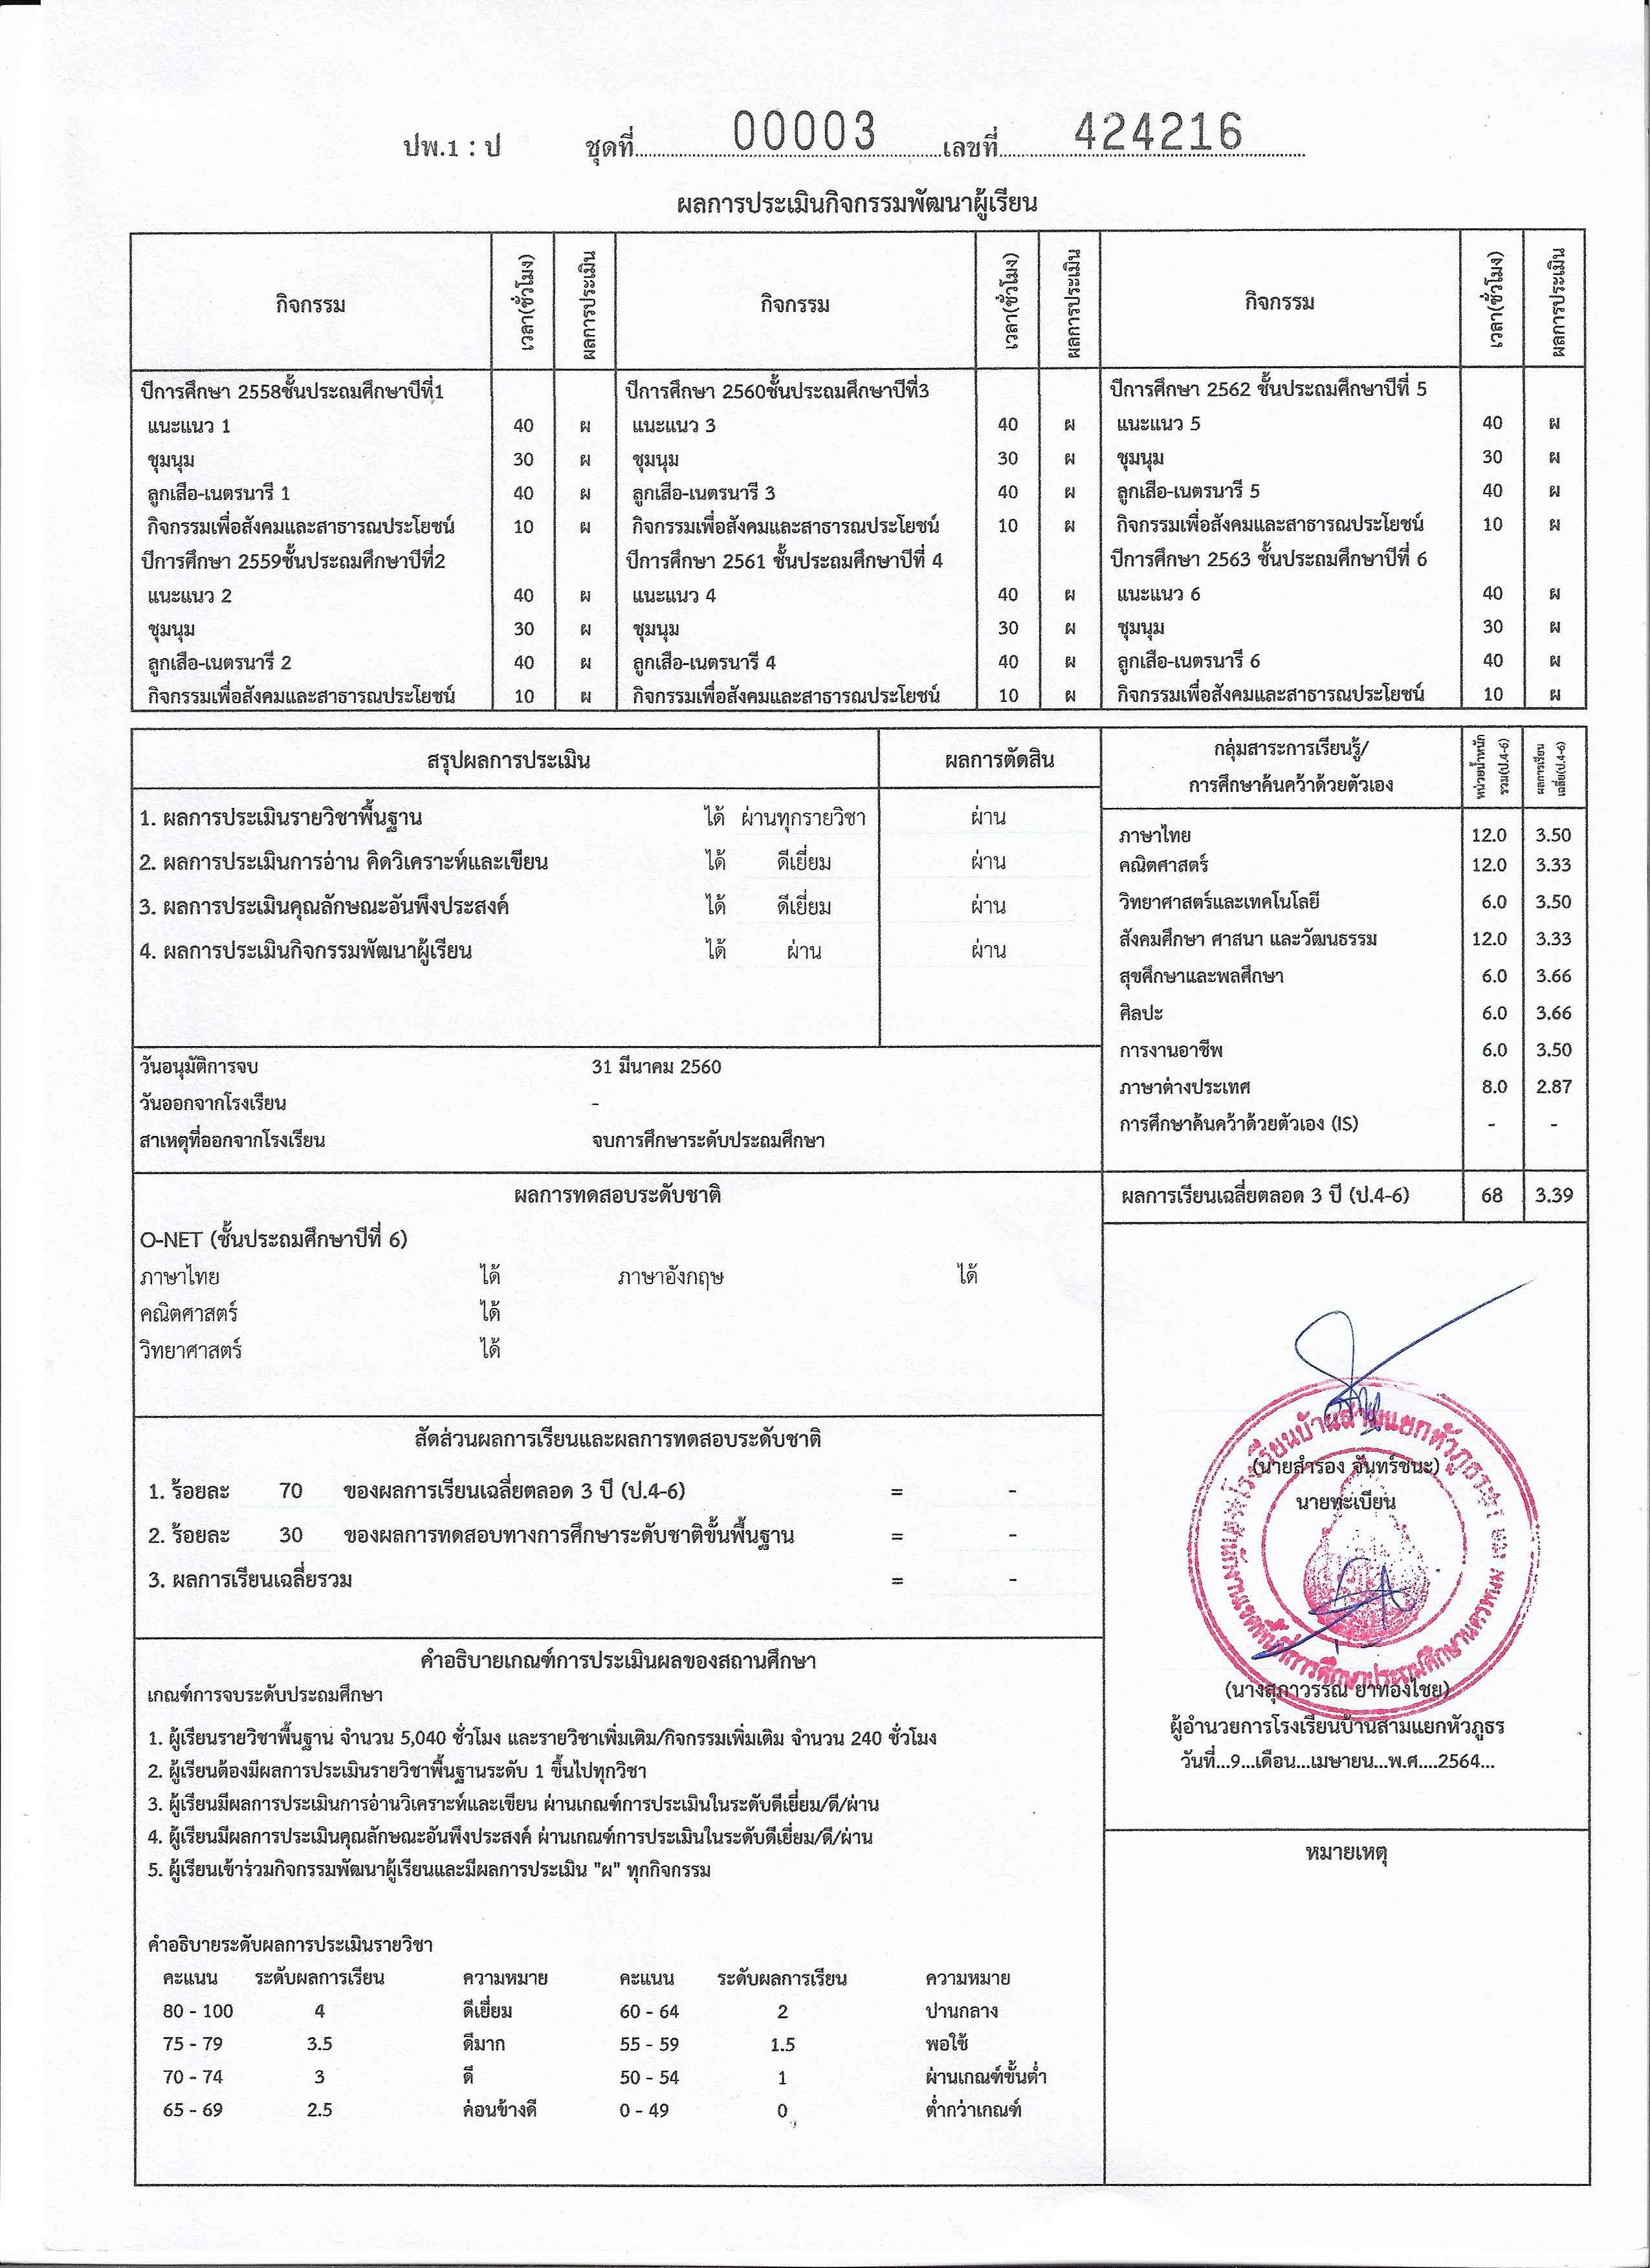 ปพ.1 : ป ชุดที่ 00003 เลขที่ 424216
ผลการประเมินกิจกรรมพัฒนาผู้เรียน
กิจกรรม เวลา(ชั่วโมง) ผลการประเมิน กิจกรรม เวลา(ชั่วโมง) ผลการประเมิน กิจกรรม เวลา(ชั่วโมง) ผลการประเมิน
ปีการศึกษา 2558ชั้นประถมศึกษาปีที่1 ปีการศึกษา 2560ชั้นประถมศึกษาปีที่3 ปีการศึกษา 2562 ชั้นประถมศึกษาปีที่ 5
แนะแนว 1 40 ผ แนะแนว 3 40 ผ แนะแนว 5 40 ผ
ชุมนุม 30 ผ ชุมนุม 30 ผ ชุมนุม 30 ผ
ลูกเสือ-เนตรนารี 1 40 ผ ลูกเสือ-เนตรนารี 3 40 ผ ลูกเสือ-เนตรนารี 5 40 ผ
กิจกรรมเพื่อสังคมและสาธารณประโยชน์ 10 ผ กิจกรรมเพื่อสังคมและสาธารณประโยชน์ 10 ผ กิจกรรมเพื่อสังคมและสาธารณประโยชน์ 10 ผ
ปีการศึกษา 2559ชั้นประถมศึกษาปีที่2 ปีการศึกษา 2561 ชั้นประถมศึกษาปีที่ 4 ปีการศึกษา 2563 ชั้นประถมศึกษาปีที่ 6
แนะแนว 2 40 ผ แนะแนว 4 40 ผ แนะแนว 6 40 ผ
ชุมนุม 30 ผ ชุมนุม 30 ผ ชุมนุม 30 ผ
ลูกเสือ-เนตรนารี 2 40 ผ ลูกเสือ-เนตรนารี 4 40 ผ ลูกเสือ-เนตรนารี 6 40 ผ
กิจกรรมเพื่อสังคมและสาธารณประโยชน์ 10 ผ กิจกรรมเพื่อสังคมและสาธารณประโยชน์ 10 ผ กิจกรรมเพื่อสังคมและสาธารณประโยชน์ 10 ผ
สรุปผลการประเมิน ผลการตัดสิน
1. ผลการประเมินรายวิชาพื้นฐาน ได้ ผ่านทุกรายวิชา ผ่าน
2. ผลการประเมินการอ่าน คิดวิเคราะห์และเขียน ได้ ดีเยี่ยม ผ่าน
3. ผลการประเมินคุณลักษณะอันพึงประสงค์ ได้ ดีเยี่ยม ผ่าน
4. ผลการประเมินกิจกรรมพัฒนาผู้เรียน ได้ ผ่าน ผ่าน
วันอนุมัติการจบ 31 มีนาคม 2560
วันออกจากโรงเรียน -
สาเหตุที่ออกจากโรงเรียน จบการศึกษาระดับประถมศึกษา
ผลการทดสอบระดับชาติ
O-NET (ชั้นประถมศึกษาปีที่ 6)
ภาษาไทย ได้ ภาษาอังกฤษ ได้
คณิตศาสตร์ ได้
วิทยาศาสตร์ ได้
สัดส่วนผลการเรียนและผลการทดสอบระดับชาติ
1. ร้อยละ 70 ของผลการเรียนเฉลี่ยตลอด 3 ปี (ป.4-6) = -
2. ร้อยละ 30 ของผลการทดสอบทางการศึกษาระดับชาติขั้นพื้นฐาน = -
3. ผลการเรียนเฉลี่ยรวม = -
คำอธิบายเกณฑ์การประเมินผลของสถานศึกษา
เกณฑ์การจบระดับประถมศึกษา
1. ผู้เรียนรายวิชาพื้นฐาน จำนวน 5,040 ชั่วโมง และรายวิชาเพิ่มเติม/กิจกรรมเพิ่มเติม จำนวน 240 ชั่วโมง
2. ผู้เรียนต้องมีผลการประเมินรายวิชาพื้นฐานระดับ 1 ขึ้นไปทุกวิชา
3. ผู้เรียนมีผลการประเมินการอ่านวิเคราะห์และเขียน ผ่านเกณฑ์การประเมินในระดับดีเยี่ยม/ดี/ผ่าน
4. ผู้เรียนมีผลการประเมินคุณลักษณะอันพึงประสงค์ ผ่านเกณฑ์การประเมินในระดับดีเยี่ยม/ดี/ผ่าน
5. ผู้เรียนเข้าร่วมกิจกรรมพัฒนาผู้เรียนและมีผลการประเมิน "ผ" ทุกกิจกรรม
คำอธิบายระดับผลการประเมินรายวิชา
คะแนน ระดับผลการเรียน ความหมาย คะแนน ระดับผลการเรียน ความหมาย
80 - 100 4 ดีเยี่ยม 60 - 64 2 ปานกลาง
75 - 79 3.5 ดีมาก 55 - 59 1.5 พอใช้
70 - 74 3 ดี 50 - 54 1 ผ่านเกณฑ์ขั้นต่ำ
65 - 69 2.5 ค่อนข้างดี 0 - 49 0 ต่ำกว่าเกณฑ์
กลุ่มสาระการเรียนรู้/
การศึกษาค้นคว้าด้วยตัวเอง
หน่วยน้ำหนัก
รวม(ป.4-6)
ผลการเรียน
เฉลี่ย(ป.4-6)
ภาษาไทย 12.0 3.50
คณิตศาสตร์ 12.0 3.33
วิทยาศาสตร์และเทคโนโลยี 6.0 3.50
สังคมศึกษา ศาสนา และวัฒนธรรม 12.0 3.33
สุขศึกษาและพลศึกษา 6.0 3.66
ศิลปะ 6.0 3.66
การงานอาชีพ 6.0 3.50
ภาษาต่างประเทศ 8.0 2.87
การศึกษาค้นคว้าด้วยตัวเอง (IS) - -
ผลการเรียนเฉลี่ยตลอด 3 ปี (ป.4-6) 68 3.39
โรงเรียนบ้านสามแยกหัวภูธร
(นายสำรอง จันทร์ชนะ)
นายทะเบียน
(นางสุภาวรรณ ยาทองไชย)
ผู้อำนวยการโรงเรียนบ้านสามแยกหัวภูธร
วันที่...9...เดือน...เมษายน...พ.ศ....2564...
หมายเหตุ